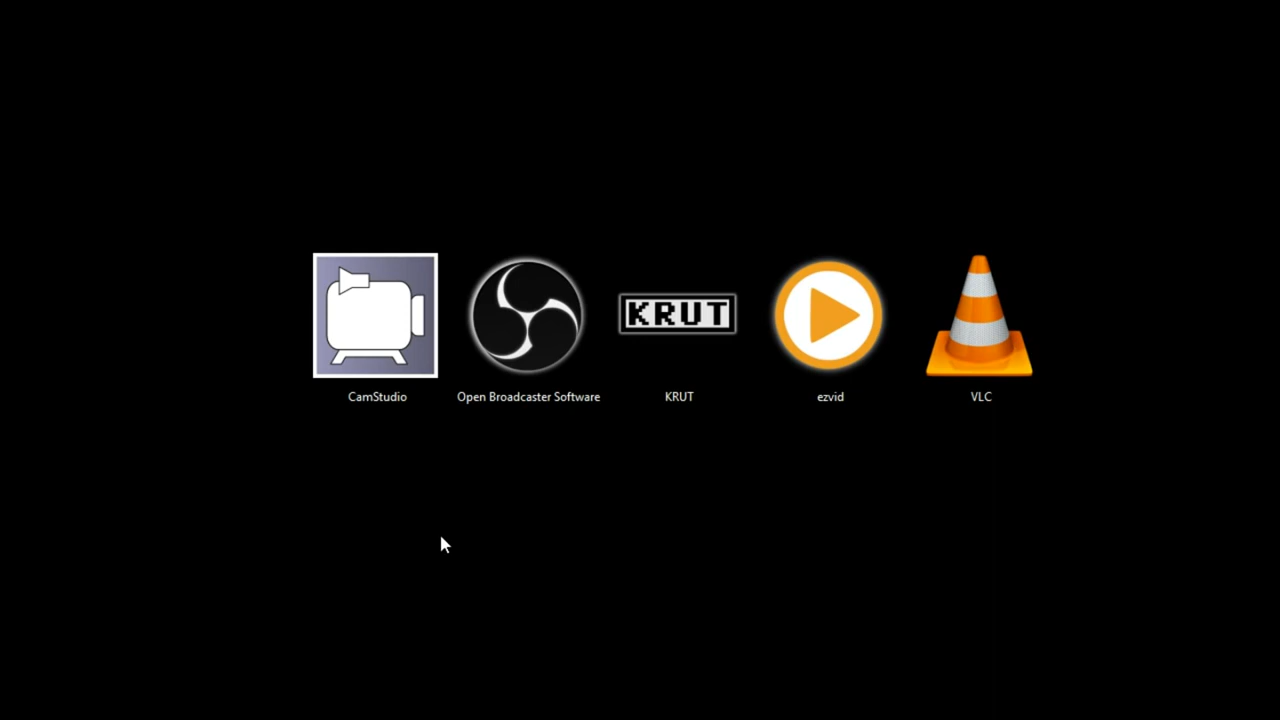 KRUT
CamStudio
Open Broadcaster Software
KRUT
ezvid
VLC